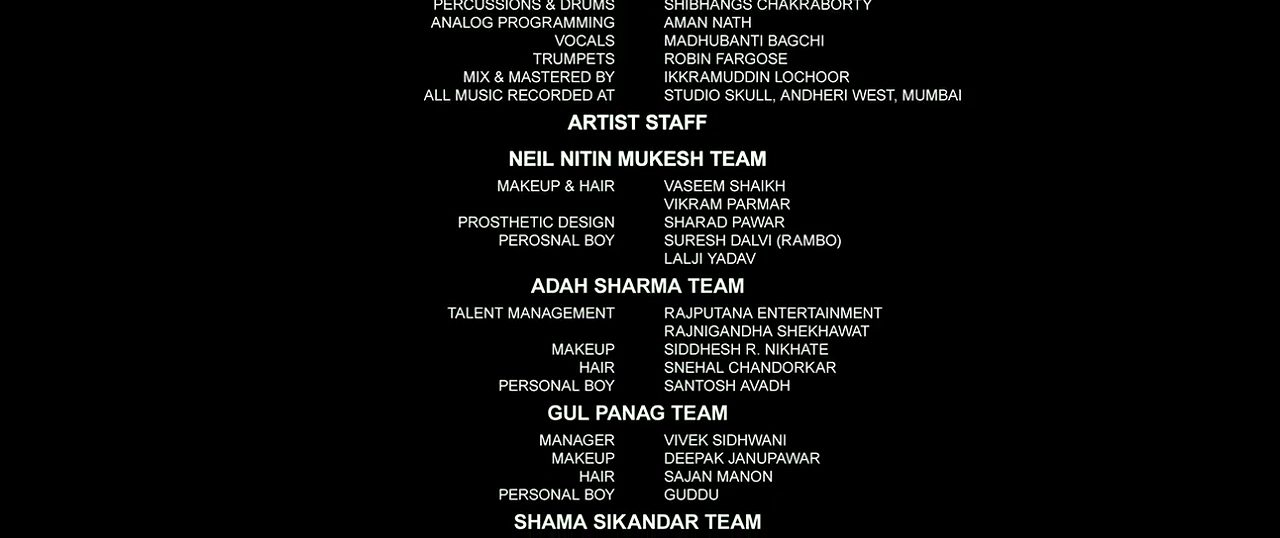 PERCUSSIONS & DRUMS SHIBHANGS CHAKRABORTY
ANALOG PROGRAMMING AMAN NATH
VOCALS MADHUBANTI BAGCHI
TRUMPETS ROBIN FARGOSE
MIX & MASTERED BY IKKRAMUDDIN LOCHOOR
ALL MUSIC RECORDED AT STUDIO SKULL, ANDHERI WEST, MUMBAI
ARTIST STAFF
NEIL NITIN MUKESH TEAM
MAKEUP & HAIR VASEEM SHAIKH
VIKRAM PARMAR
PROSTHETIC DESIGN SHARAD PAWAR
PEROSNAL BOY SURESH DALVI (RAMBO)
LALJI YADAV
ADAH SHARMA TEAM
TALENT MANAGEMENT RAJPUTANA ENTERTAINMENT
RAJNIGANDHA SHEKHAWAT
MAKEUP SIDDHESH R. NIKHATE
HAIR SNEHAL CHANDORKAR
PERSONAL BOY SANTOSH AVADH
GUL PANAG TEAM
MANAGER VIVEK SIDHWANI
MAKEUP DEEPAK JANUPAWAR
HAIR SAJAN MANON
PERSONAL BOY GUDDU
SHAMA SIKANDAR TEAM